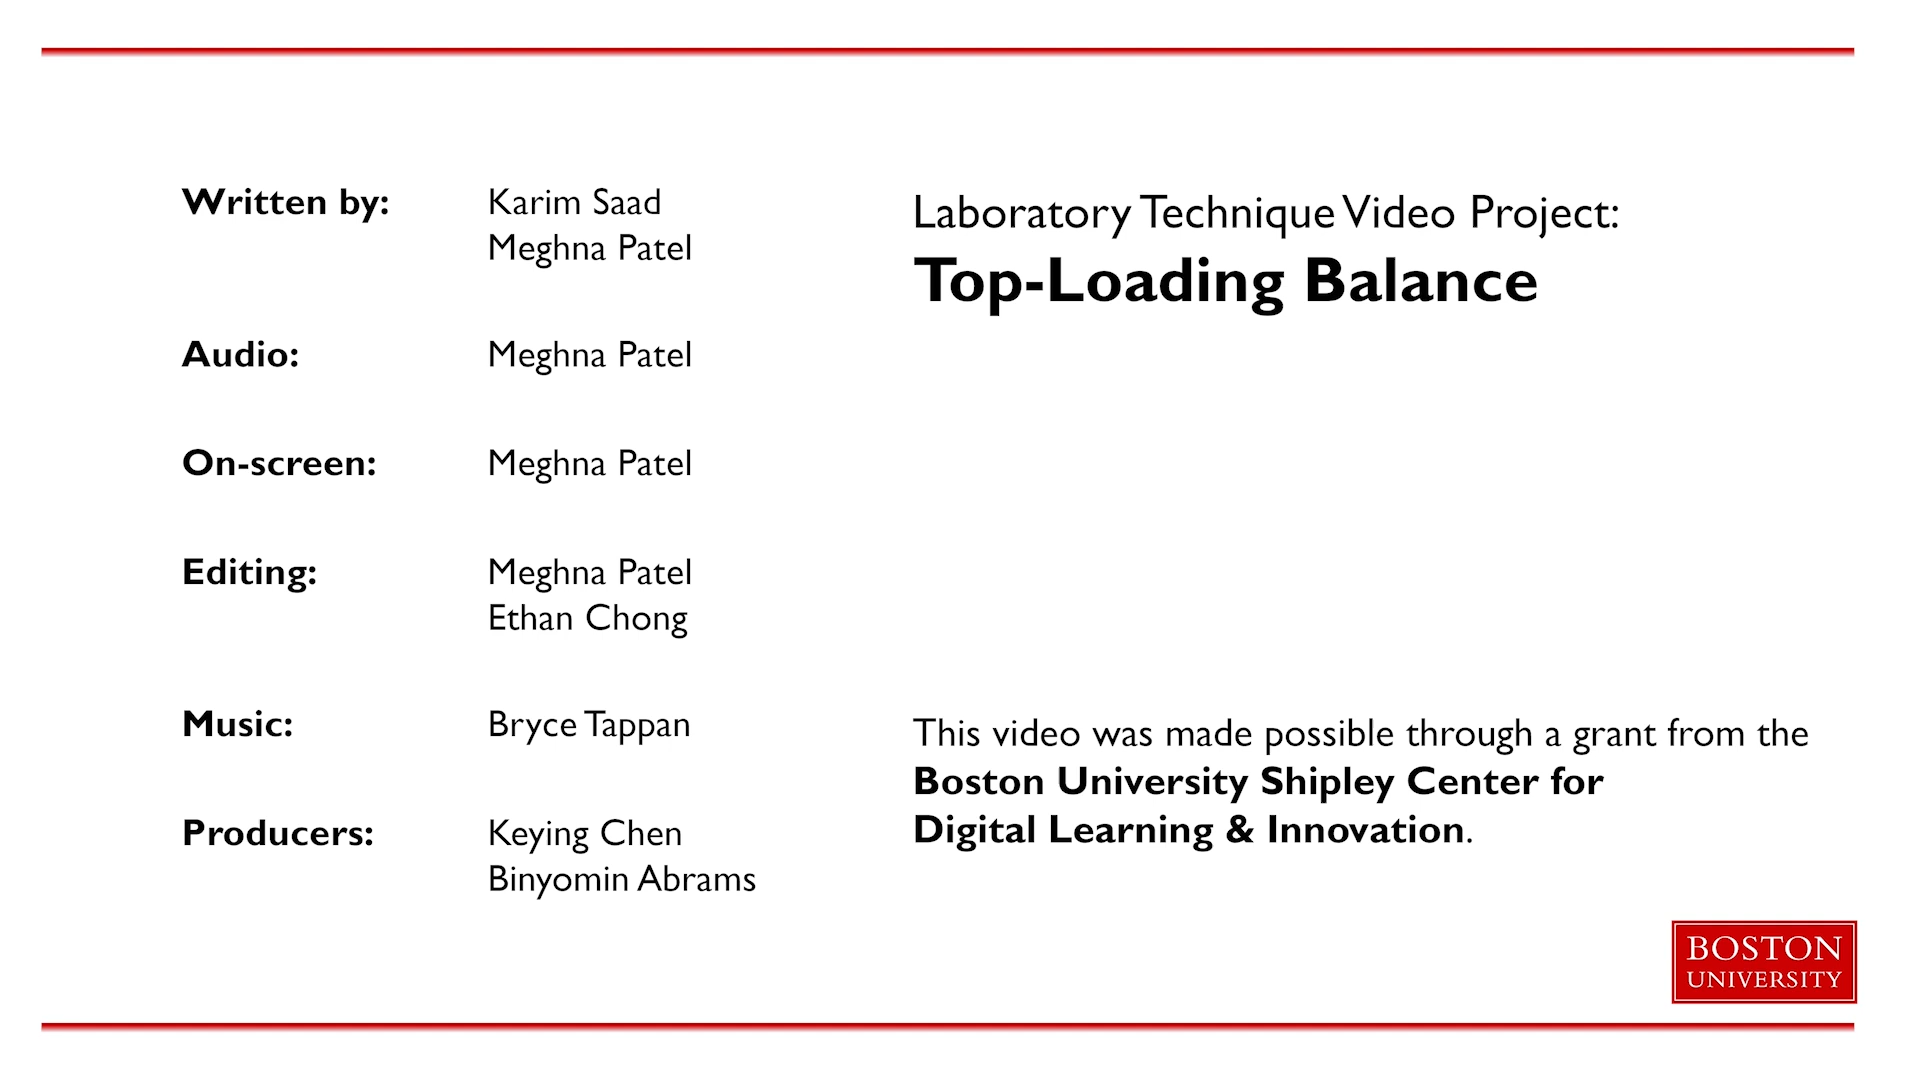 Written by: Karim Saad
Meghna Patel
Audio: Meghna Patel
On-screen: Meghna Patel
Editing: Meghna Patel
Ethan Chong
Music: Bryce Tappan
Producers: Keying Chen
Binyomin Abrams
Laboratory Technique Video Project:
Top-Loading Balance
This video was made possible through a grant from the
Boston University Shipley Center for
Digital Learning & Innovation.
BOSTON
UNIVERSITY